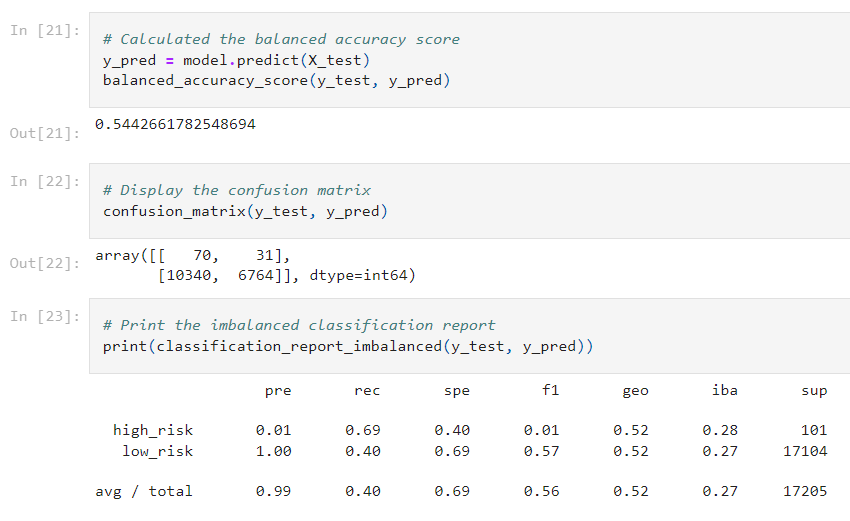 In [21]:
# Calculated the balanced accuracy score
y_pred = model.predict(X_test)
balanced_accuracy_score(y_test, y_pred)
Out[21]: 0.5442661782548694
In [22]:
# Display the confusion matrix
confusion_matrix(y_test, y_pred)
Out[22]: array([[   70,    31],
       [10340,  6764]], dtype=int64)
In [23]:
# Print the imbalanced classification report
print(classification_report_imbalanced(y_test, y_pred))
pre rec spe f1 geo iba sup
high_risk 0.01 0.69 0.40 0.01 0.52 0.28 101
low_risk 1.00 0.40 0.69 0.57 0.52 0.27 17104
avg / total 0.99 0.40 0.69 0.56 0.52 0.27 17205